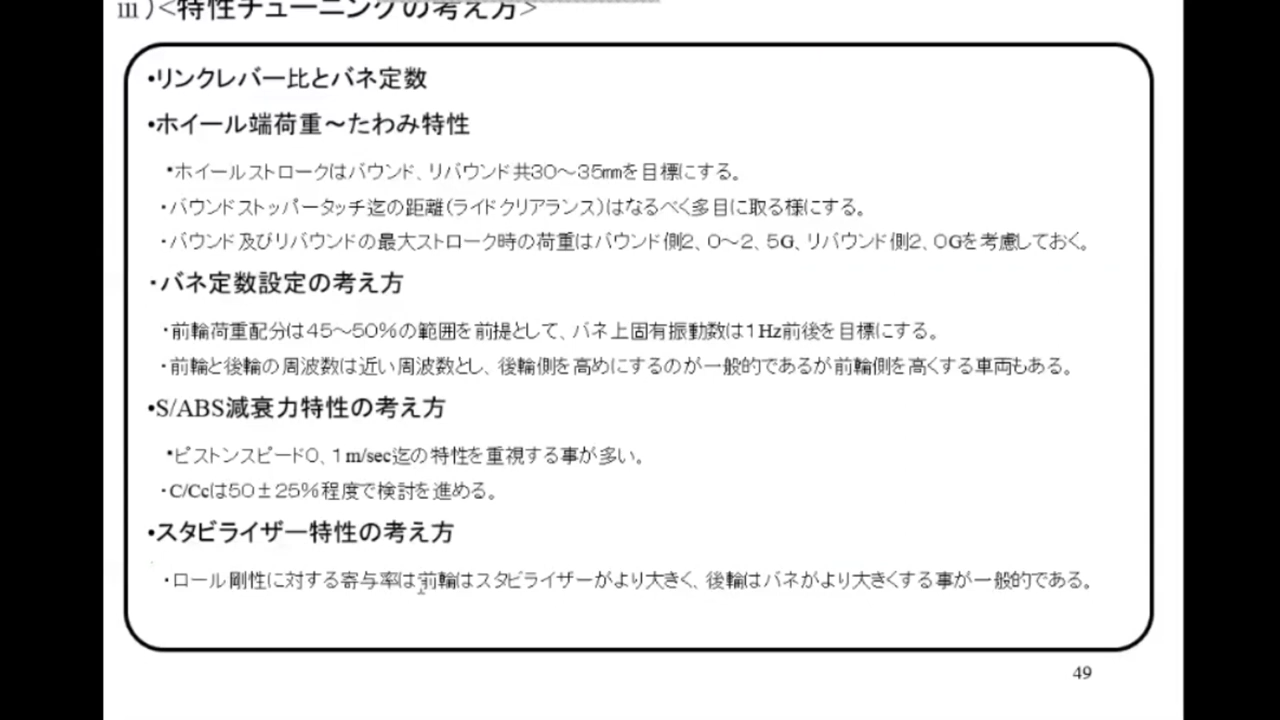 ⅲ)<特性チューニングの考え方>
•リンクレバー比とバネ定数
•ホイール端荷重～たわみ特性
•ホイールストロークはバウンド、リバウンド共30～35㎜を目標にする。
・バウンドストッパータッチ迄の距離(ライドクリアランス)はなるべく多目に取る様にする。
・バウンド及びリバウンドの最大ストローク時の荷重はバウンド側2、0～2、5G、リバウンド側2、0Gを考慮しておく。
・バネ定数設定の考え方
・前輪荷重配分は45～50%の範囲を前提として、バネ上固有振動数は1Hz前後を目標にする。
・前輪と後輪の周波数は近い周波数とし、後輪側を高めにするのが一般的であるが前輪側を高くする車両もある。
•S/ABS減衰力特性の考え方
•ピストンスピード0、1m/sec迄の特性を重視する事が多い。
・C/Ccは50±25%程度で検討を進める。
•スタビライザー特性の考え方
・ロール剛性に対する寄与率は前輪はスタビライザーがより大きく、後輪はバネがより大きくする事が一般的である。
49